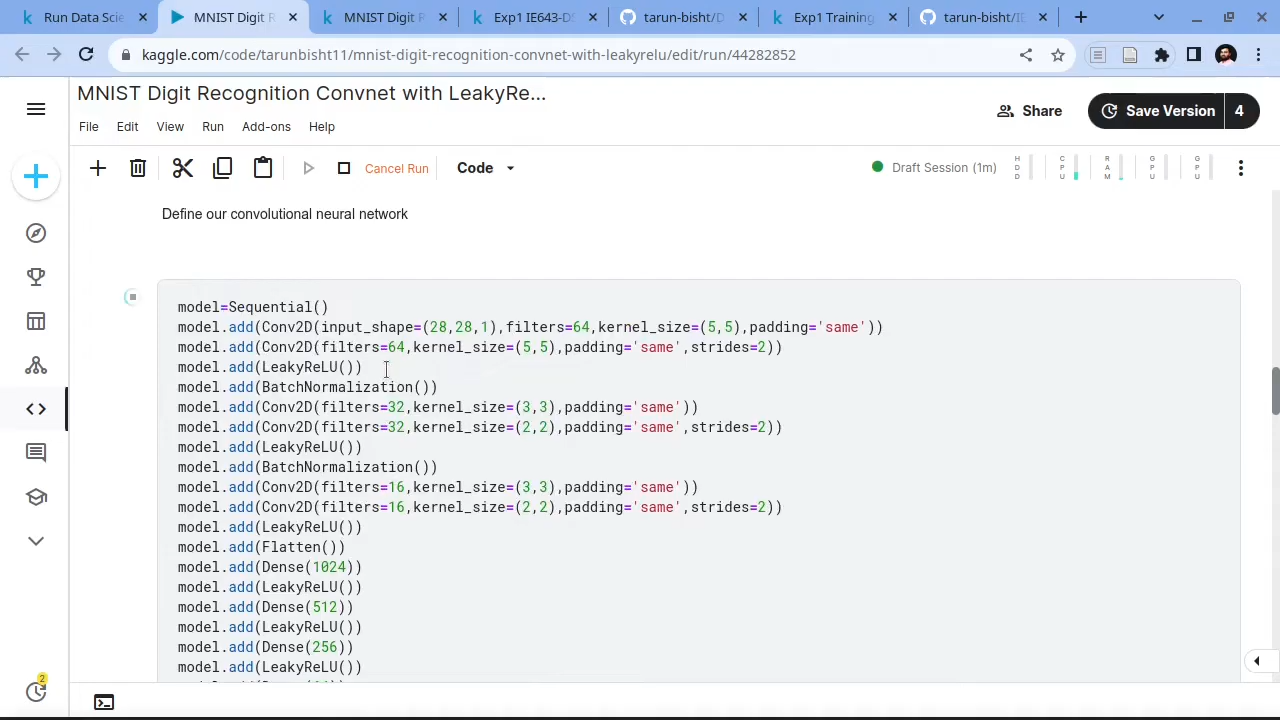 Run Data Scie
MNIST Digit R
MNIST Digit R
Exp1 IE643-DS
tarun-bisht/D
Exp1 Training
tarun-bisht/IE
kaggle.com/code/tarunbisht11/mnist-digit-recognition-convnet-with-leakyrelu/edit/run/44282852
MNIST Digit Recognition Convnet with LeakyRe...
Share
Save Version
4
File
Edit
View
Run
Add-ons
Help
Cancel Run
Code
Draft Session (1m)
HDD
CPU
RAM
GPU
GPU
Define our convolutional neural network
model=Sequential()
model.add(Conv2D(input_shape=(28,28,1),filters=64,kernel_size=(5,5),padding='same'))
model.add(Conv2D(filters=64,kernel_size=(5,5),padding='same',strides=2))
model.add(LeakyReLU())
model.add(BatchNormalization())
model.add(Conv2D(filters=32,kernel_size=(3,3),padding='same'))
model.add(Conv2D(filters=32,kernel_size=(2,2),padding='same',strides=2))
model.add(LeakyReLU())
model.add(BatchNormalization())
model.add(Conv2D(filters=16,kernel_size=(3,3),padding='same'))
model.add(Conv2D(filters=16,kernel_size=(2,2),padding='same',strides=2))
model.add(LeakyReLU())
model.add(Flatten())
model.add(Dense(1024))
model.add(LeakyReLU())
model.add(Dense(512))
model.add(LeakyReLU())
model.add(Dense(256))
model.add(LeakyReLU())
2